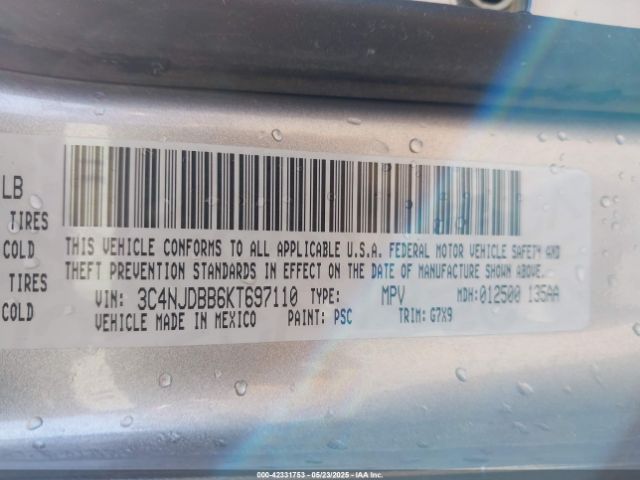 LB
TIRES
COLD
TIRES
COLD
THIS VEHICLE CONFORMS TO ALL APPLICABLE U.S.A. FEDERAL MOTOR VEHICLE SAFETY AND
THEFT PREVENTION STANDARDS IN EFFECT ON THE DATE OF MANUFACTURE SHOWN ABOVE.
VIN: 3C4NJDBB6KT697110 TYPE: MPV MDH:012500 135AA
VEHICLE MADE IN MEXICO PAINT: PSC TRIM: G7X9
000-42331753 - 05/23/2025 - IAA Inc.